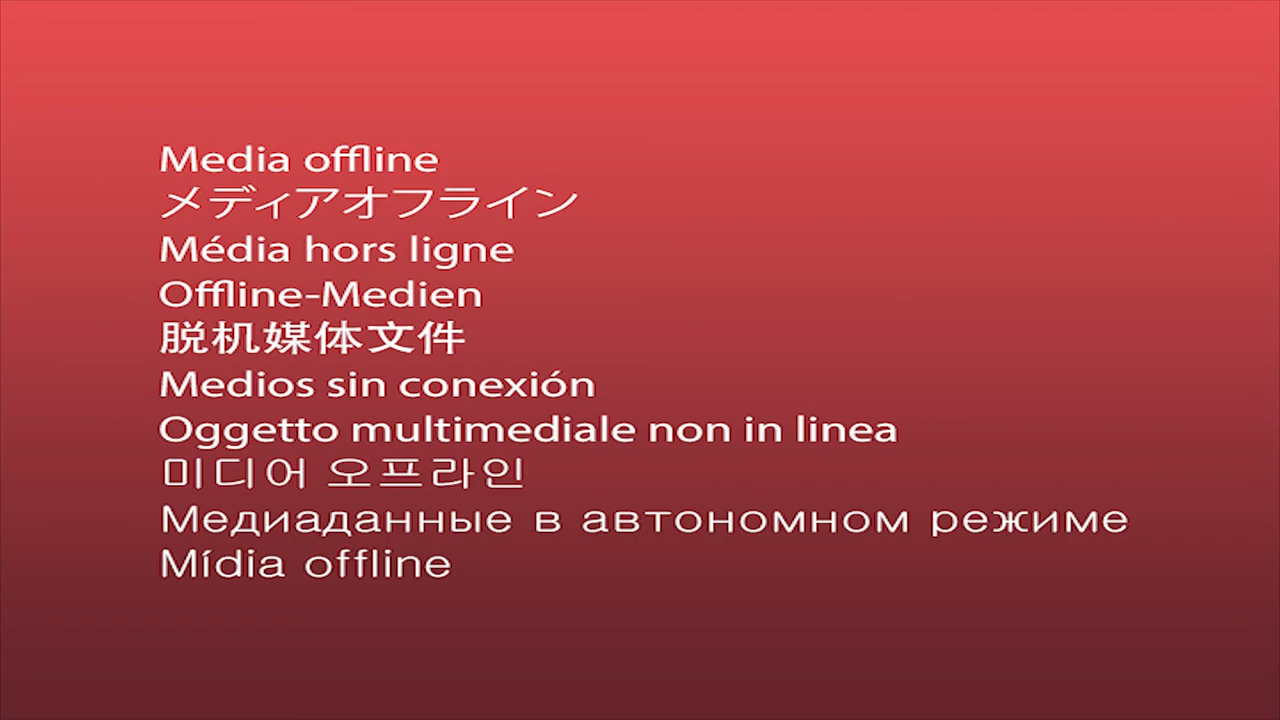 Media offline
メディアオフライン
Média hors ligne
Offline-Medien
脱机媒体文件
Medios sin conexión
Oggetto multimediale non in linea
미디어 오프라인
Медиаданные в автономном режиме
Mídia offline